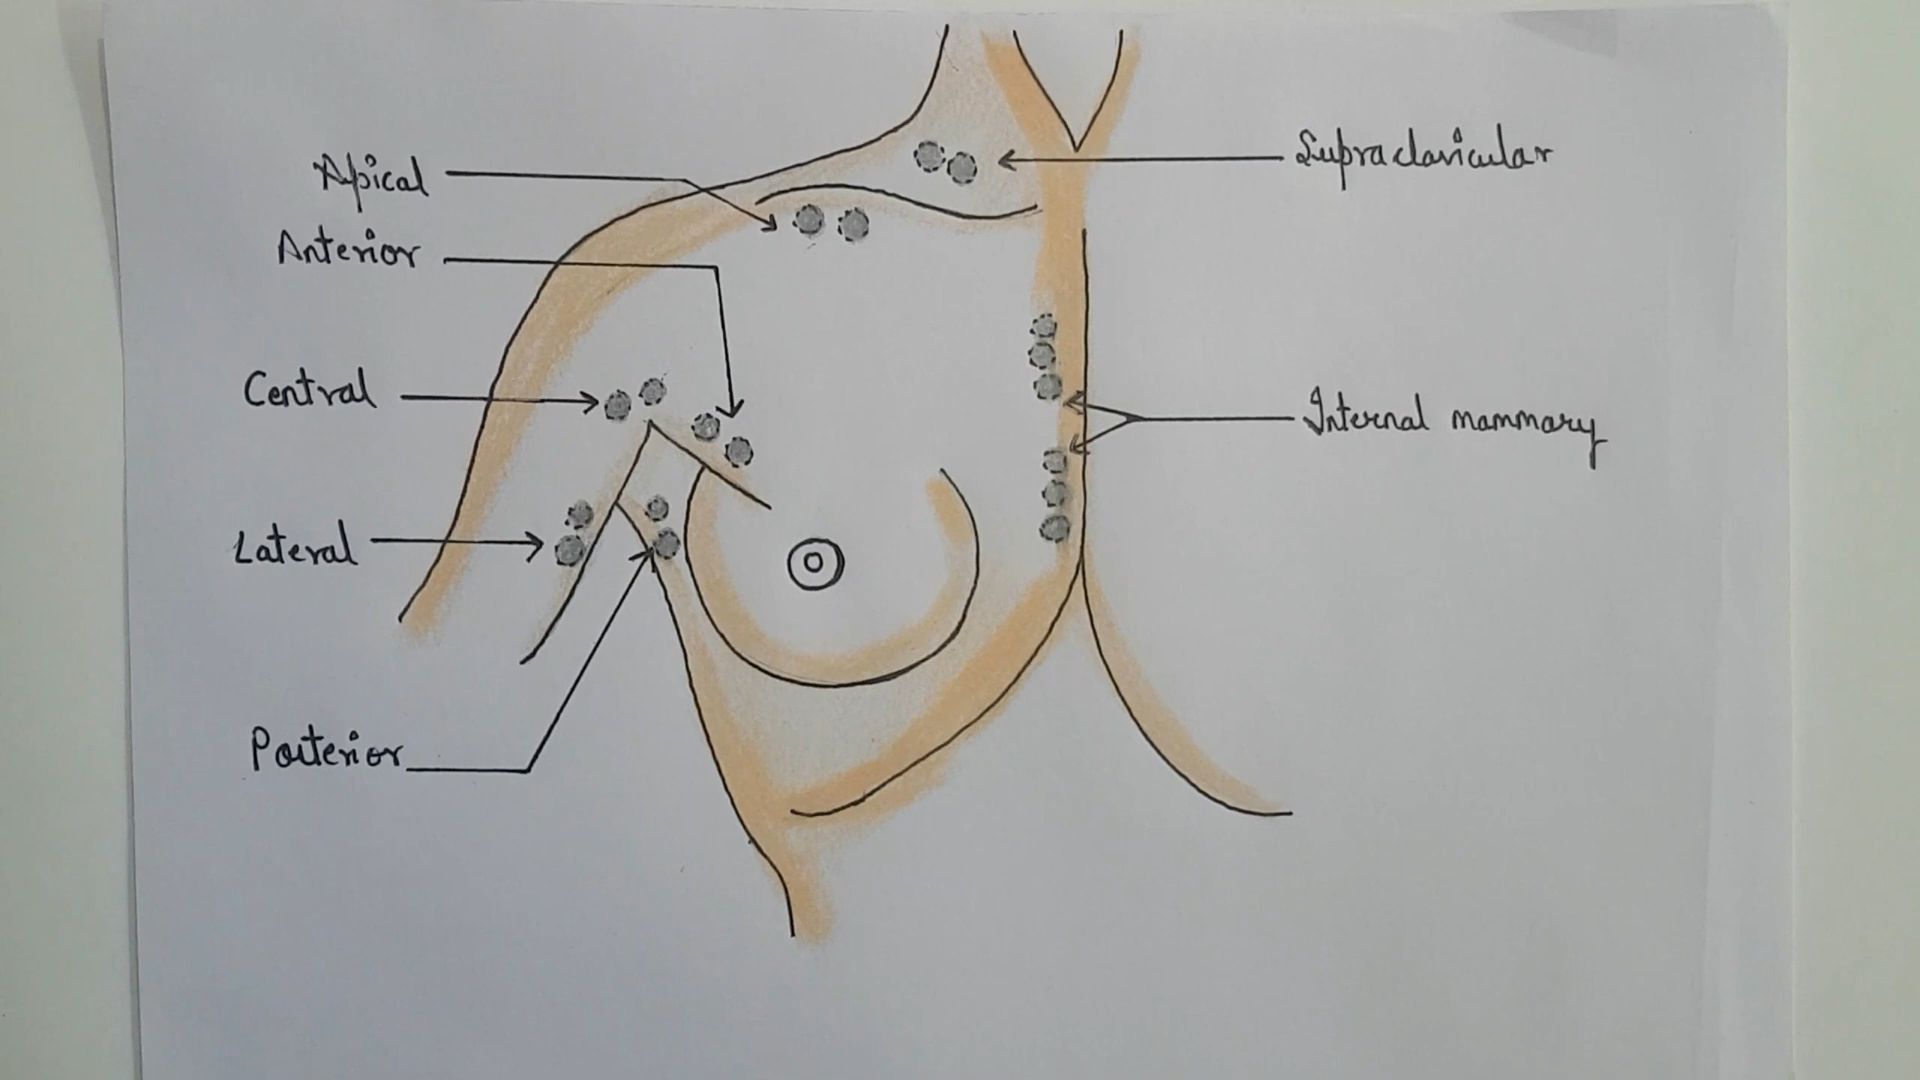 Apical
Supraclavicular
Anterior
Central
Internal mammary
Lateral
Posterior